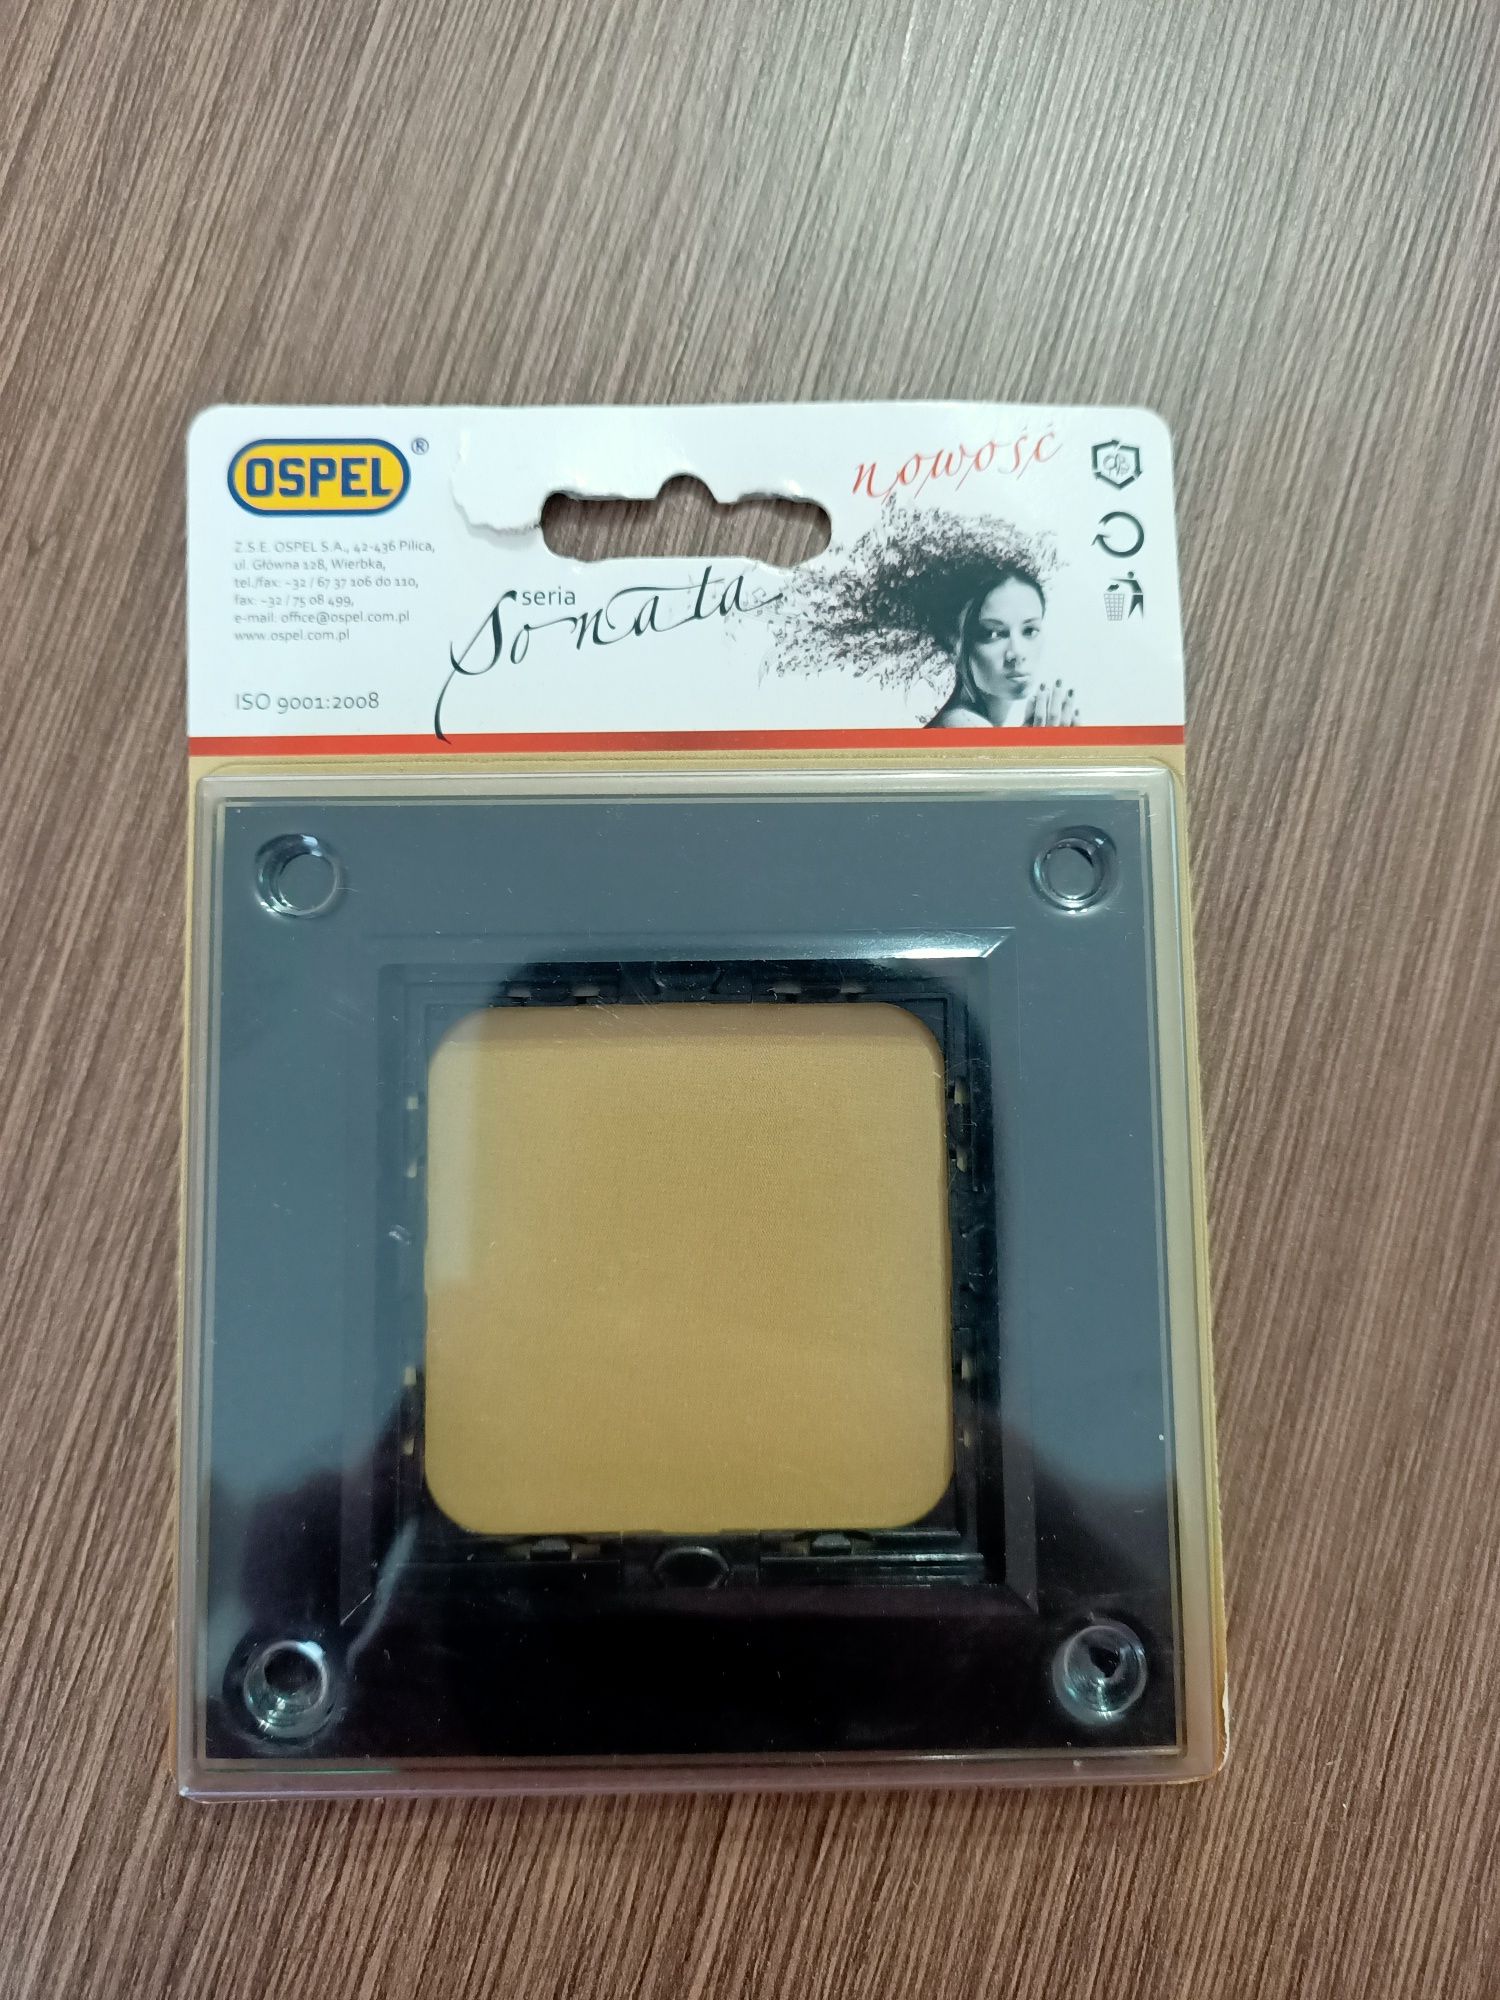 OSPEL®
Z.S.E. OSPEL S.A., 42-436 Pilica,
ul. Główna 128, Wierbka,
tel./fax: ~32 / 67 37 106 do 110,
fax: ~32 / 75 08 499,
e-mail: office@ospel.com.pl
www.ospel.com.pl
ISO 9001:2008
seria
Sonata
nowość